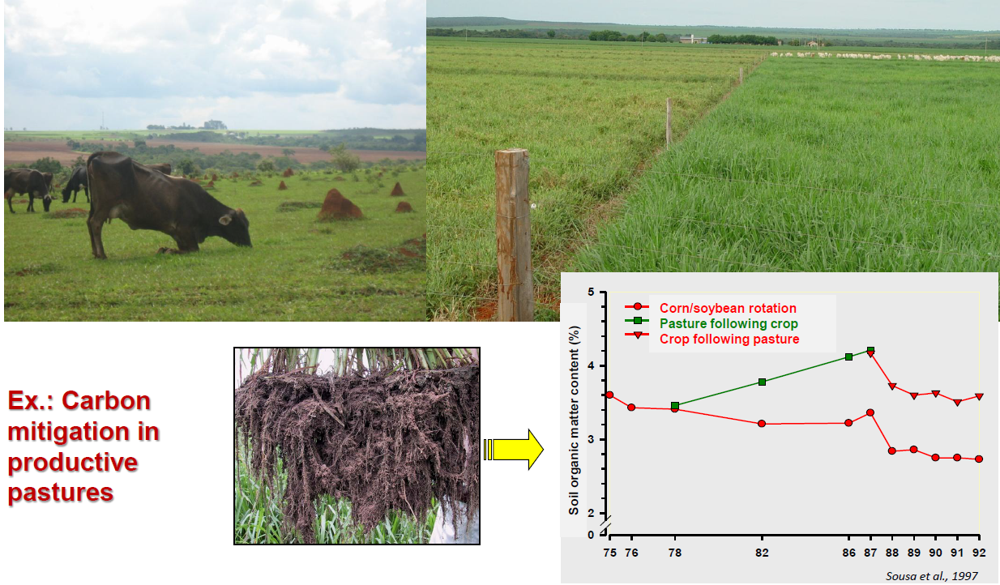 Ex.: Carbon
mitigation in
productive
pastures
5
4
3
2
0
Soil organic matter content (%)
Corn/soybean rotation
Pasture following crop
Crop following pasture
75 76 78 82 86 87 88 89 90 91 92
Sousa et al., 1997